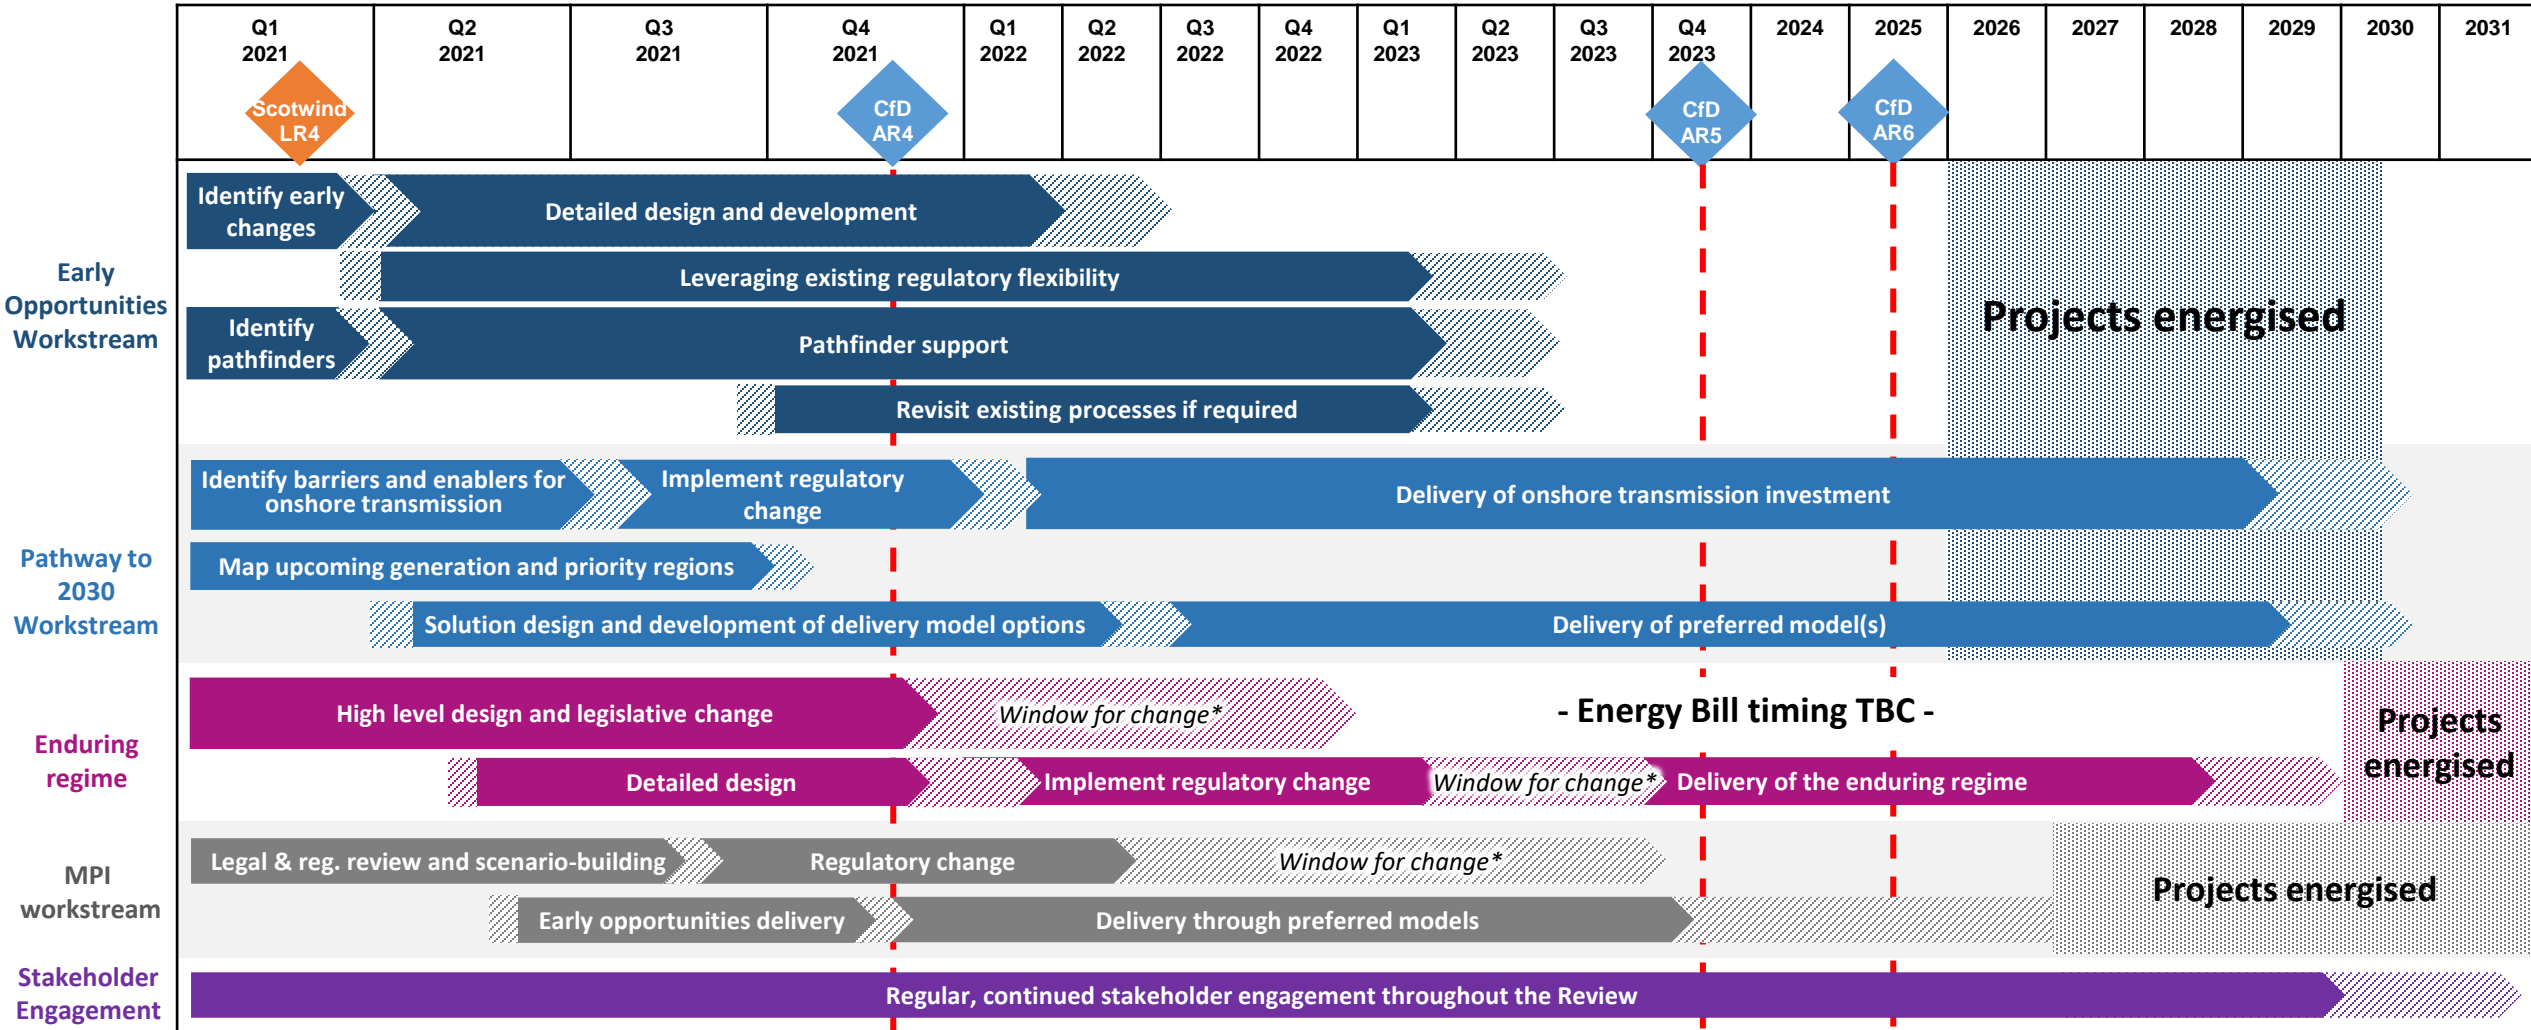 Q1
2021
Q2
2021
Q3
2021
Q4
2021
Q1
2022
Q2
2022
Q3
2022
Q4
2022
Q1
2023
Q2
2023
Q3
2023
Q4
2023
2024
2025
2026
2027
2028
2029
2030
2031
Scotwind
LR4
CfD
AR4
CfD
AR5
CfD
AR6
Early
Opportunities
Workstream
Identify early
changes
Detailed design and development
Leveraging existing regulatory flexibility
Identify
pathfinders
Pathfinder support
Revisit existing processes if required
Projects energised
Pathway to
2030
Workstream
Identify barriers and enablers for
onshore transmission
Implement regulatory
change
Delivery of onshore transmission investment
Map upcoming generation and priority regions
Solution design and development of delivery model options
Delivery of preferred model(s)
Enduring
regime
High level design and legislative change
Window for change*
- Energy Bill timing TBC -
Detailed design
Implement regulatory change
Window for change*
Delivery of the enduring regime
Projects
energised
MPI
workstream
Legal & reg. review and scenario-building
Regulatory change
Window for change*
Early opportunities delivery
Delivery through preferred models
Projects energised
Stakeholder
Engagement
Regular, continued stakeholder engagement throughout the Review